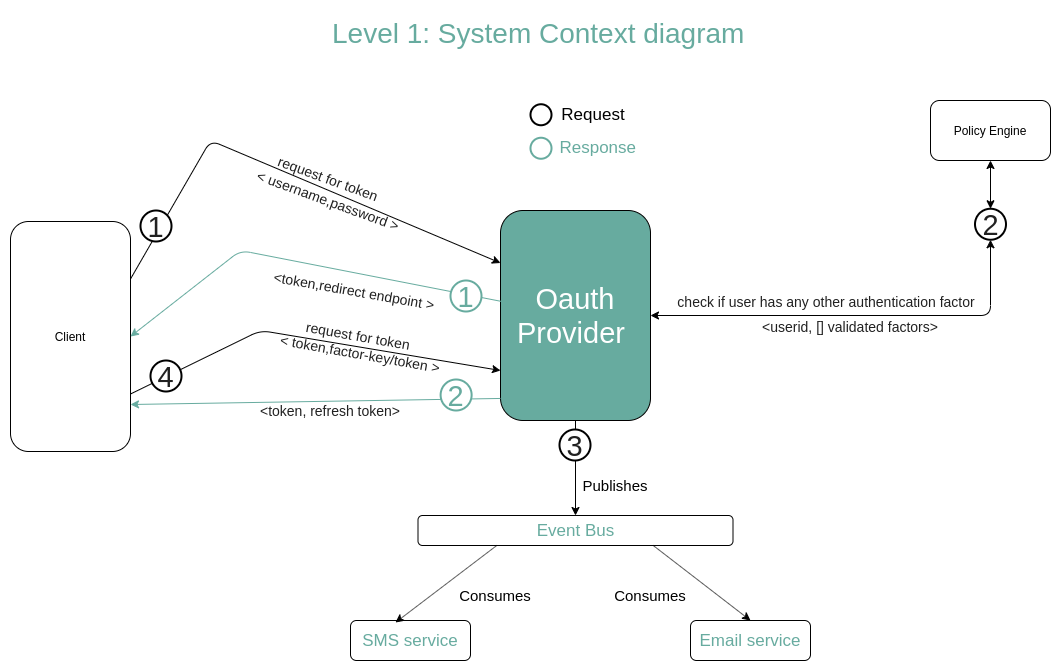 Level 1: System Context diagram
Request
Response
Policy Engine
request for token
< username,password >
1
2
<token,redirect endpoint >
1
Oauth
Provider
check if user has any other authentication factor
<userid, [] validated factors>
Client
request for token
< token,factor-key/token >
4
2
<token, refresh token>
3
Publishes
Event Bus
Consumes
Consumes
SMS service
Email service